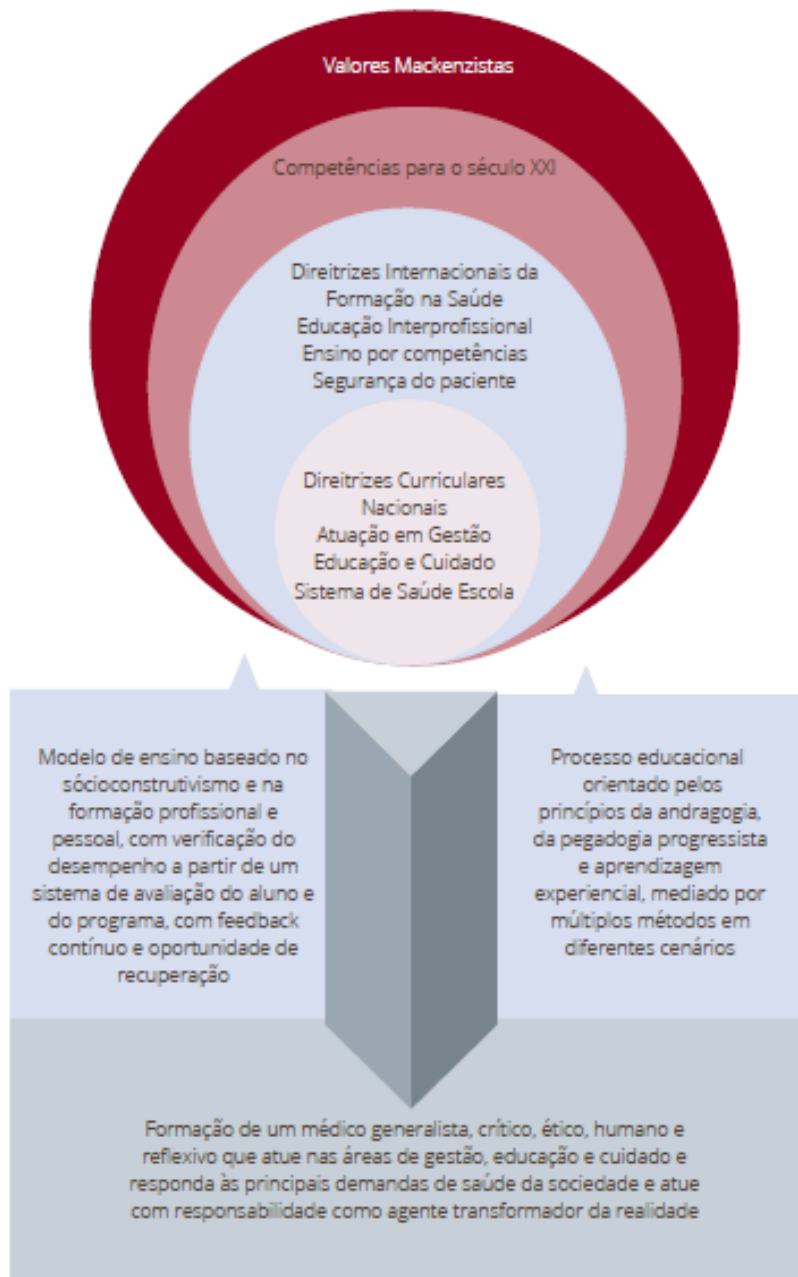 Valores Mackenzistas
Competências para o século XXI
Direitrizes Internacionais da
Formação na Saúde
Educação Interprofissional
Ensino por competências
Segurança do paciente
Direitrizes Curriculares
Nacionais
Atuação em Gestão
Educação e Cuidado
Sistema de Saúde Escola
Modelo de ensino baseado no
sócioconstrutivismo e na
formação profissional e
pessoal, com verificação do
desempenho a partir de um
sistema de avaliação do aluno e
do programa, com feedback
contínuo e oportunidade de
recuperação
Processo educacional
orientado pelos
princípios da andragogia,
da pegadogia progressista
e aprendizagem
experiencial, mediado por
múltiplos métodos em
diferentes cenários
Formação de um médico generalista, crítico, ético, humano e
reflexivo que atue nas áreas de gestão, educação e cuidado e
responda às principais demandas de saúde da sociedade e atue
com responsabilidade como agente transformador da realidade